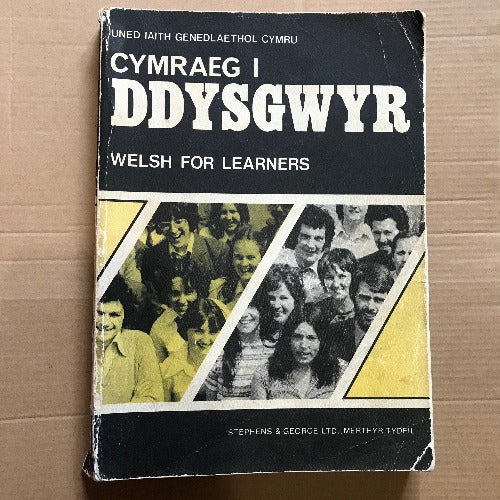 UNED IAITH GENEDLAETHOL CYMRU
CYMRAEG I
DDYSGWYR
WELSH FOR LEARNERS
STEPHENS & GEORGE LTD., MERTHYR TYDFIL